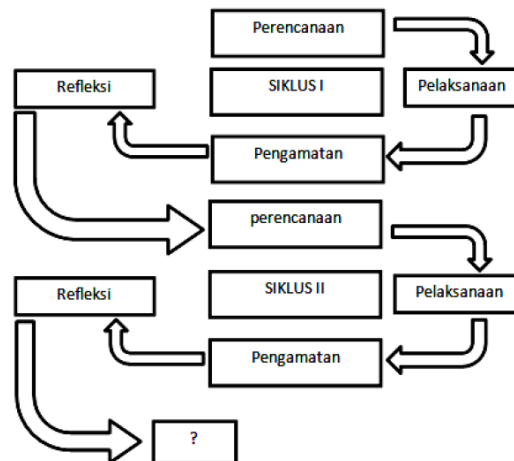 Perencanaan
Refleksi
SIKLUS I
Pelaksanaan
Pengamatan
perencanaan
Refleksi
SIKLUS II
Pelaksanaan
Pengamatan
?